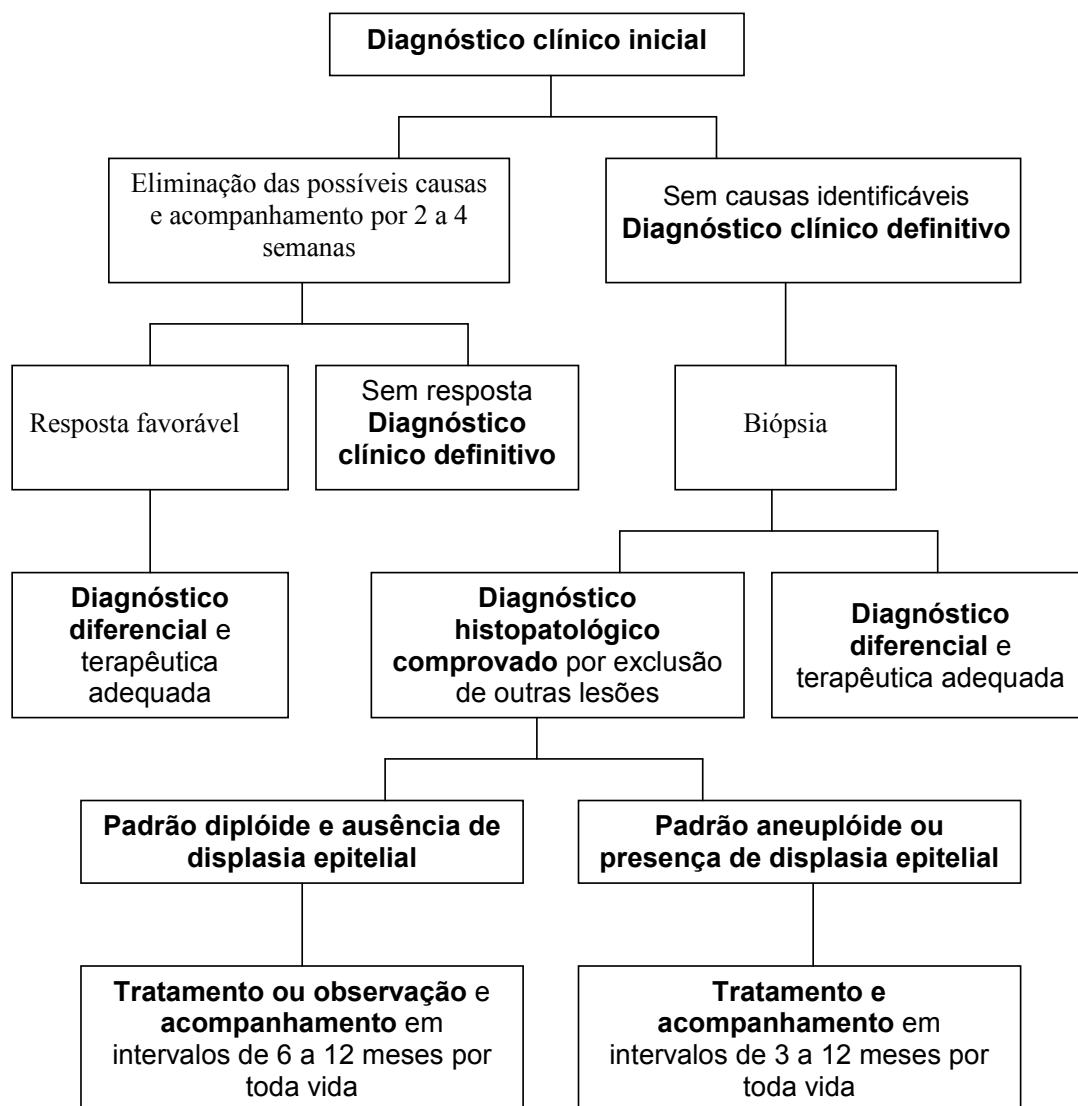 Diagnóstico clínico inicial
Eliminação das possíveis causas
e acompanhamento por 2 a 4
semanas
Sem causas identificáveis
Diagnóstico clínico definitivo
Resposta favorável
Sem resposta
Diagnóstico
clínico definitivo
Biópsia
Diagnóstico
diferencial e
terapêutica
adequada
Diagnóstico
histopatológico
comprovado por exclusão
de outras lesões
Diagnóstico
diferencial e
terapêutica adequada
Padrão diplóide e ausência de
displasia epitelial
Padrão aneuplóide ou
presença de displasia epitelial
Tratamento ou observação e
acompanhamento em
intervalos de 6 a 12 meses por
toda vida
Tratamento e
acompanhamento em
intervalos de 3 a 12 meses por
toda vida